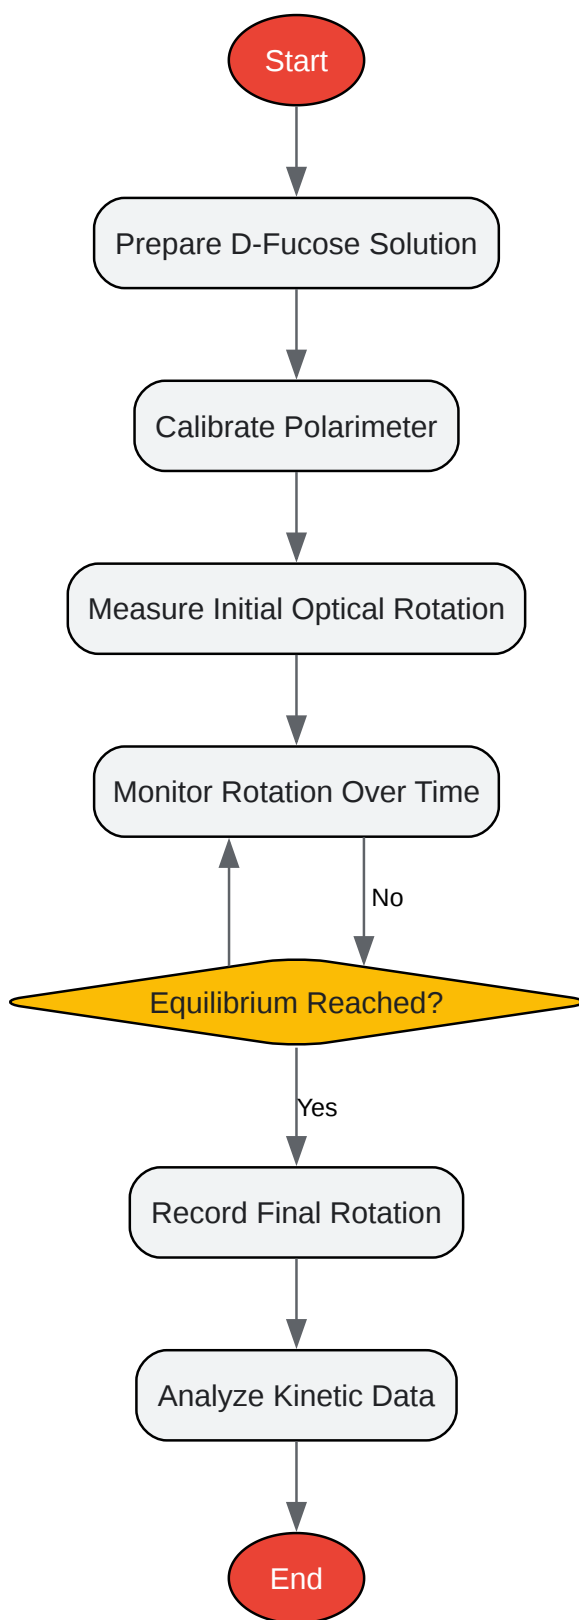 Start
Prepare D-Fucose Solution
Calibrate Polarimeter
Measure Initial Optical Rotation
Monitor Rotation Over Time
No
Equilibrium Reached?
Yes
Record Final Rotation
Analyze Kinetic Data
End